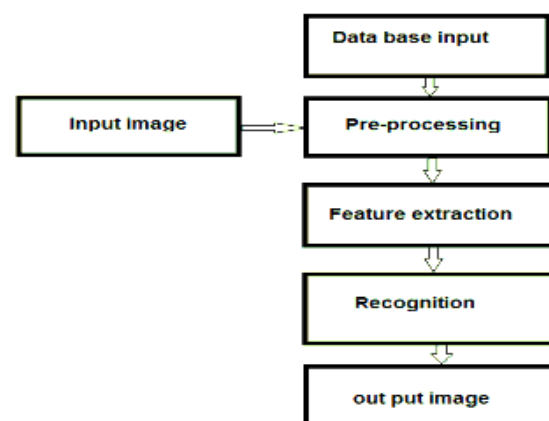 Data base input
Input image
Pre-processing
Feature extraction
Recognition
out put image